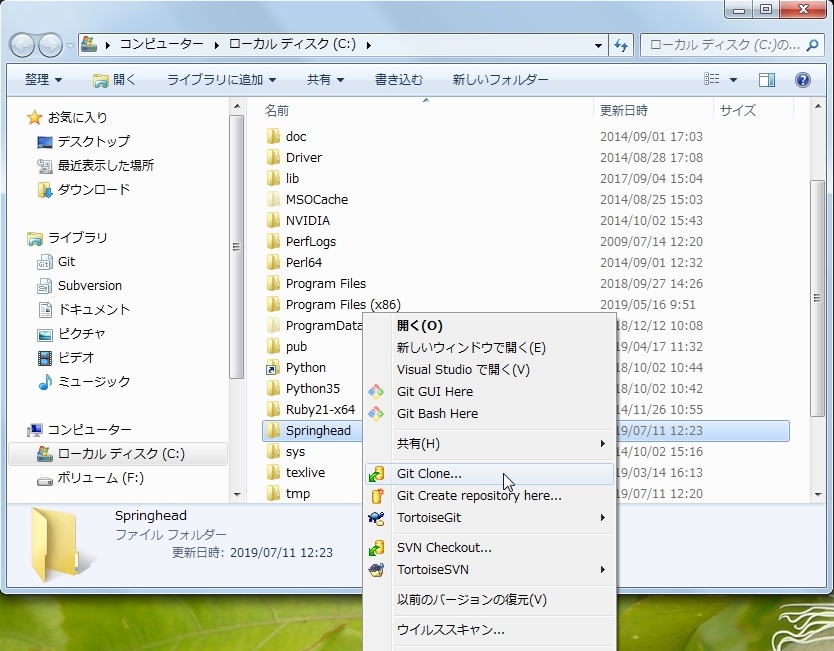 コンピューター ローカル ディスク (C:)
ローカル ディスク (C:)の...
整理 開く ライブラリに追加 共有 書き込む 新しいフォルダー
お気に入り
デスクトップ
最近表示した場所
ダウンロード
ライブラリ
Git
Subversion
ドキュメント
ピクチャ
ビデオ
ミュージック
コンピューター
ローカル ディスク (C:)
ボリューム (F:)
名前 更新日時 サイズ
doc 2014/09/01 17:03
Driver 2014/08/28 17:08
lib 2017/09/04 15:04
MSOCache 2014/08/25 15:03
NVIDIA 2014/10/02 15:43
PerfLogs 2009/07/14 12:20
Perl64 2014/09/01 12:32
Program Files 2018/09/27 14:26
Program Files (x86) 2019/05/16 9:51
ProgramData 18/12/12 10:08
pub 19/04/17 11:32
Python 18/10/02 10:44
Python35 18/10/02 10:42
Ruby21-x64 14/11/26 10:55
Springhead 19/07/11 12:23
sys 14/10/02 15:16
texlive 19/03/14 16:13
tmp 19/07/11 12:20
開く(O)
新しいウィンドウで開く(E)
Visual Studio で開く(V)
Git GUI Here
Git Bash Here
共有(H)
Git Clone...
Git Create repository here...
TortoiseGit
SVN Checkout...
TortoiseSVN
以前のバージョンの復元(V)
ウイルススキャン...
Springhead
ファイル フォルダー
更新日時: 2019/07/11 12:23